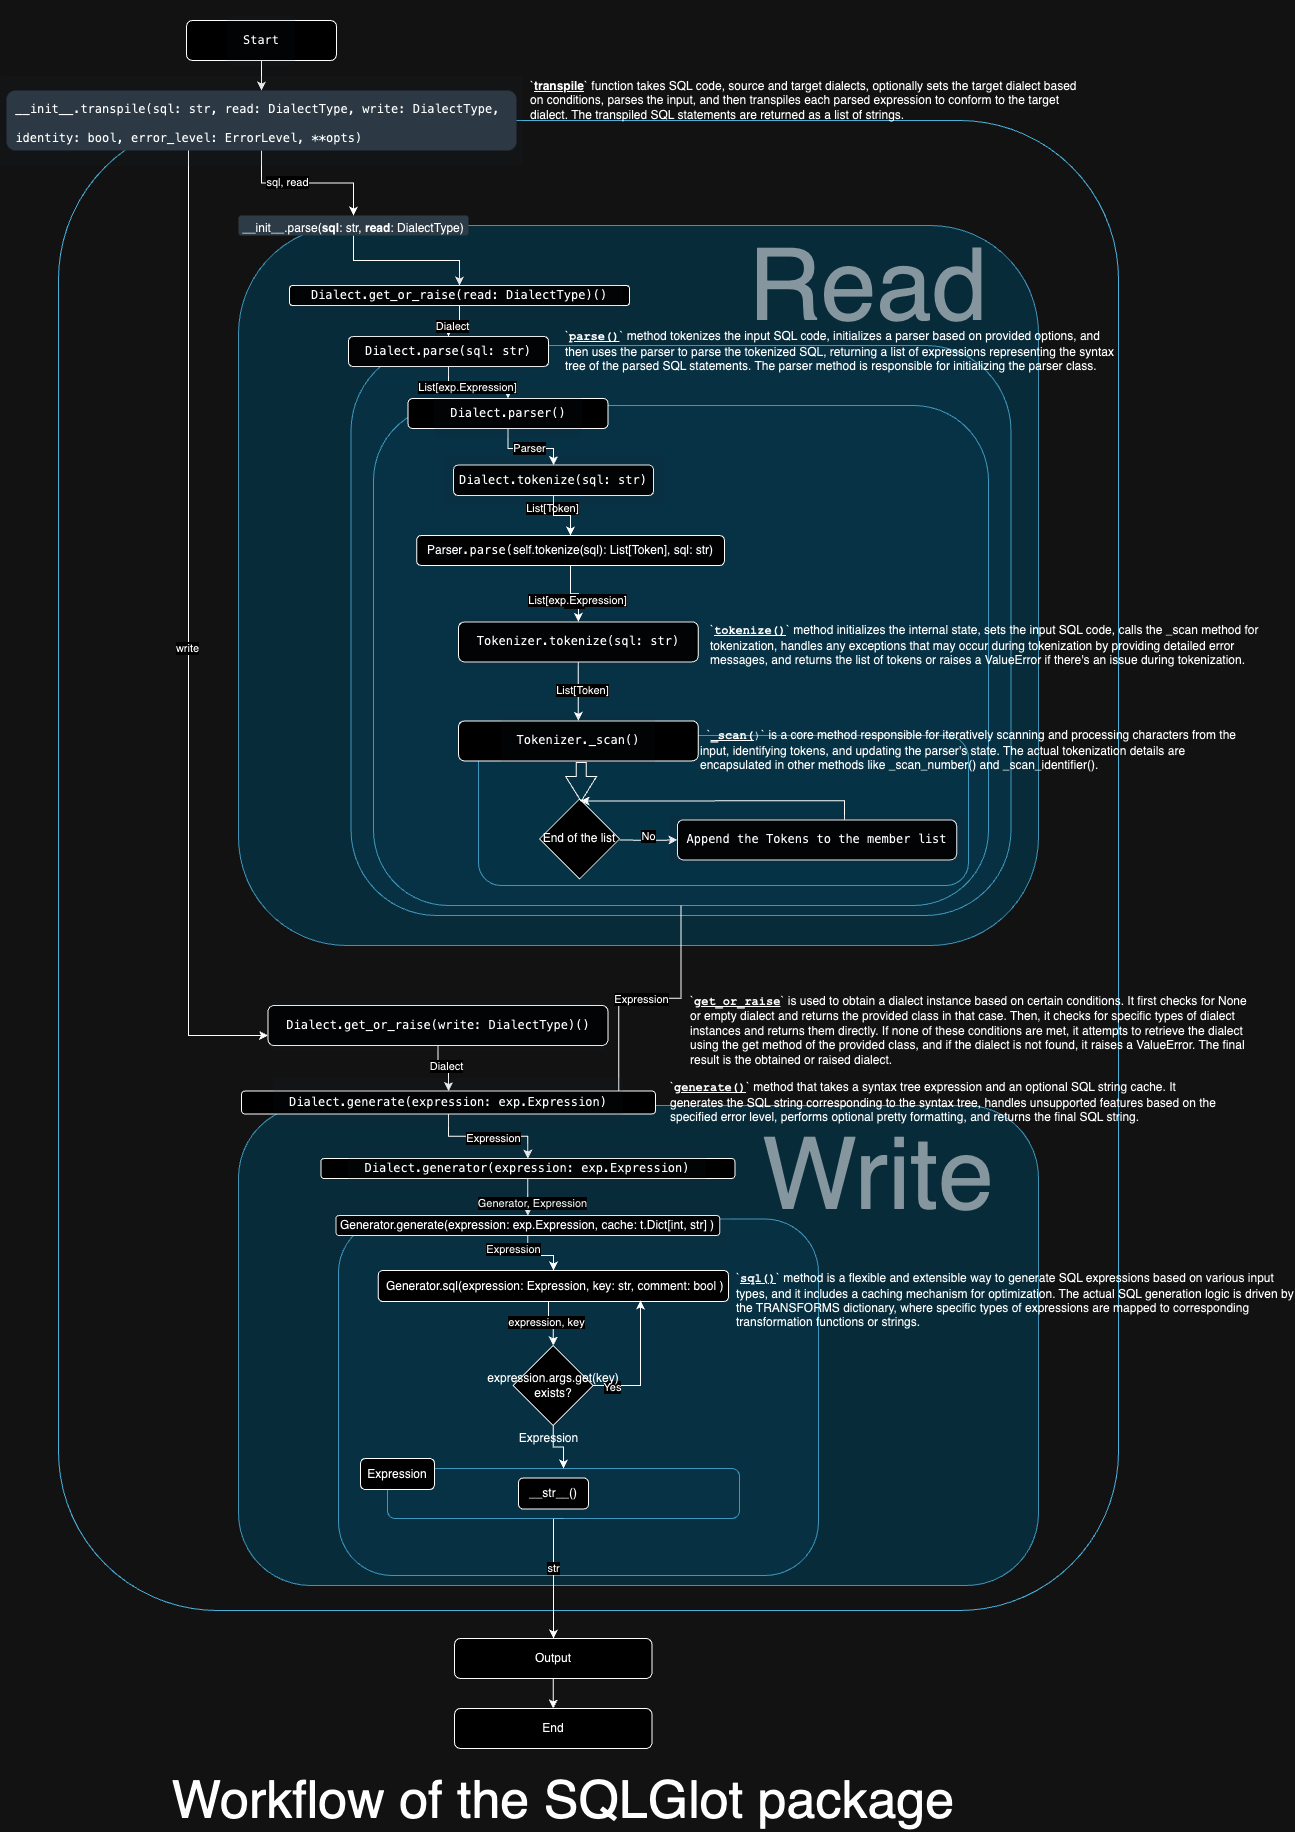 Start
`transpile` function takes SQL code, source and target dialects, optionally sets the target dialect based
on conditions, parses the input, and then transpiles each parsed expression to conform to the target
dialect. The transpiled SQL statements are returned as a list of strings.
__init__.transpile(sql: str, read: DialectType, write: DialectType,
identity: bool, error_level: ErrorLevel, **opts)
sql, read
__init__.parse(sql: str, read: DialectType)
Read
Dialect.get_or_raise(read: DialectType)()
Dialect
`parse()` method tokenizes the input SQL code, initializes a parser based on provided options, and
then uses the parser to parse the tokenized SQL, returning a list of expressions representing the syntax
tree of the parsed SQL statements. The parser method is responsible for initializing the parser class.
Dialect.parse(sql: str)
List[exp.Expression]
Dialect.parser()
Parser
Dialect.tokenize(sql: str)
List[Token]
Parser.parse(self.tokenize(sql): List[Token], sql: str)
List[exp.Expression]
Tokenizer.tokenize(sql: str)
`tokenize()` method initializes the internal state, sets the input SQL code, calls the _scan method for
tokenization, handles any exceptions that may occur during tokenization by providing detailed error
messages, and returns the list of tokens or raises a ValueError if there's an issue during tokenization.
write
List[Token]
Tokenizer._scan()
`_scan()` is a core method responsible for iteratively scanning and processing characters from the
input, identifying tokens, and updating the parser's state. The actual tokenization details are
encapsulated in other methods like _scan_number() and _scan_identifier().
End of the list
No
Append the Tokens to the member list
Expression
`get_or_raise` is used to obtain a dialect instance based on certain conditions. It first checks for None
or empty dialect and returns the provided class in that case. Then, it checks for specific types of dialect
instances and returns them directly. If none of these conditions are met, it attempts to retrieve the dialect
using the get method of the provided class, and if the dialect is not found, it raises a ValueError. The final
result is the obtained or raised dialect.
Dialect.get_or_raise(write: DialectType)()
Dialect
Dialect.generate(expression: exp.Expression)
`generate()` method that takes a syntax tree expression and an optional SQL string cache. It
generates the SQL string corresponding to the syntax tree, handles unsupported features based on the
specified error level, performs optional pretty formatting, and returns the final SQL string.
Expression
Write
Dialect.generator(expression: exp.Expression)
Generator, Expression
Generator.generate(expression: exp.Expression, cache: t.Dict[int, str] )
Expression
Generator.sql(expression: Expression, key: str, comment: bool )
`sql()` method is a flexible and extensible way to generate SQL expressions based on various input
types, and it includes a caching mechanism for optimization. The actual SQL generation logic is driven by
the TRANSFORMS dictionary, where specific types of expressions are mapped to corresponding
transformation functions or strings.
expression, key
expression.args.get(key)
exists?
Yes
Expression
Expression
__str__()
str
Output
End
Workflow of the SQLGlot package